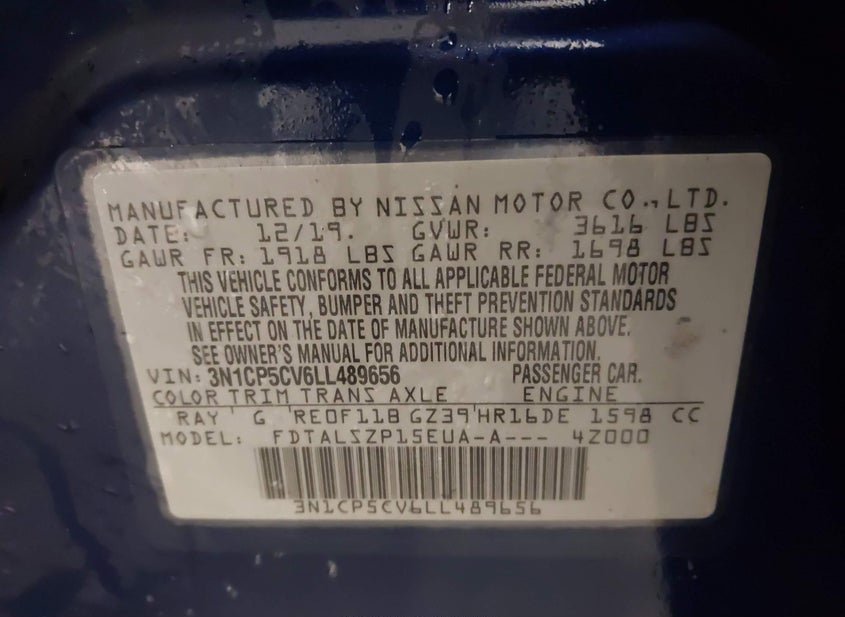 MANUFACTURED BY NISSAN MOTOR CO.,LTD.
DATE: 12/19. GVWR: 3616 LBS
GAWR FR: 1918 LBS GAWR RR: 1698 LBS
THIS VEHICLE CONFORMS TO ALL APPLICABLE FEDERAL MOTOR
VEHICLE SAFETY, BUMPER AND THEFT PREVENTION STANDARDS
IN EFFECT ON THE DATE OF MANUFACTURE SHOWN ABOVE.
SEE OWNER'S MANUAL FOR ADDITIONAL INFORMATION.
VIN: 3N1CP5CV6LL489656 PASSENGER CAR.
COLOR TRIM TRANS AXLE ENGINE
RAY G RE0F11B GZ39 HR16DE 1598 CC
MODEL: FDTALSZP15EUA-A--- 4Z000
3N1CP5CV6LL489656